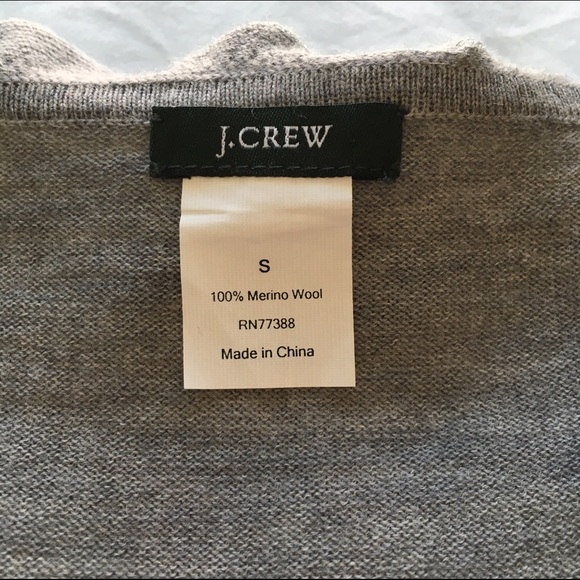 J.CREW
S
100% Merino Wool
RN77388
Made in China